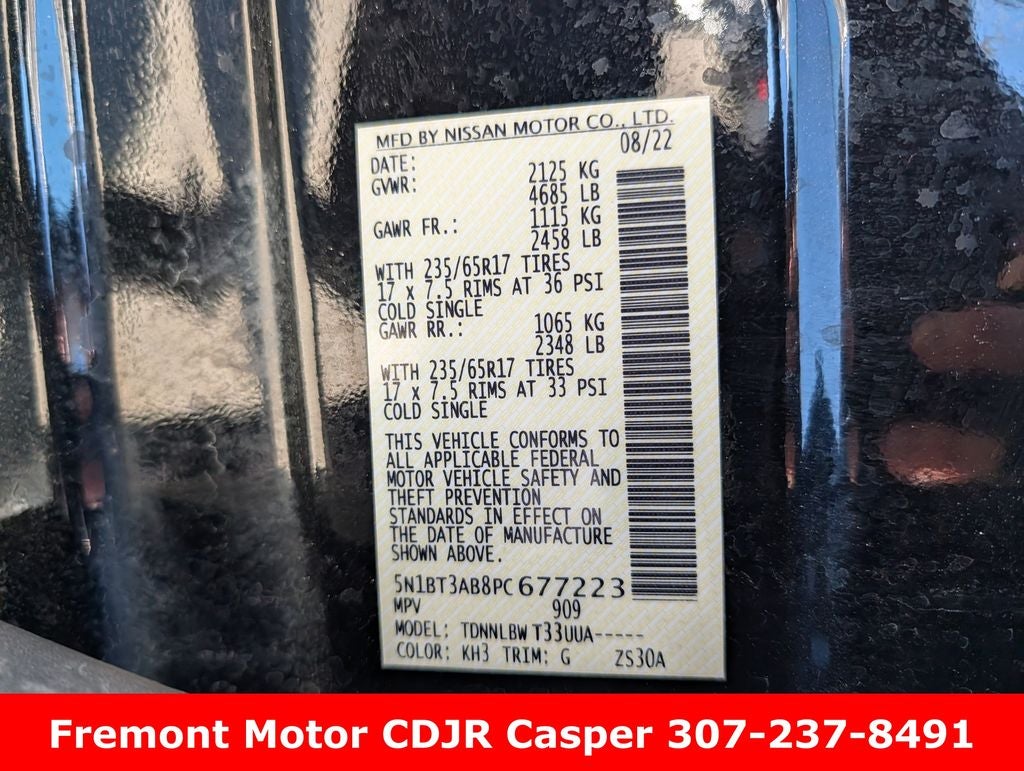 MFD BY NISSAN MOTOR CO., LTD.
DATE: 08/22
GVWR: 2125 KG
4685 LB
GAWR FR.: 1115 KG
2458 LB
WITH 235/65R17 TIRES
17 X 7.5 RIMS AT 36 PSI
COLD SINGLE
GAWR RR.: 1065 KG
2348 LB
WITH 235/65R17 TIRES
17 X 7.5 RIMS AT 33 PSI
COLD SINGLE
THIS VEHICLE CONFORMS TO
ALL APPLICABLE FEDERAL
MOTOR VEHICLE SAFETY AND
THEFT PREVENTION
STANDARDS IN EFFECT ON
THE DATE OF MANUFACTURE
SHOWN ABOVE.
5N1BT3AB8PC677223
MPV 909
MODEL: TDNNLBW T33UUA-----
COLOR: KH3 TRIM: G ZS30A
Fremont Motor CDJR Casper 307-237-8491